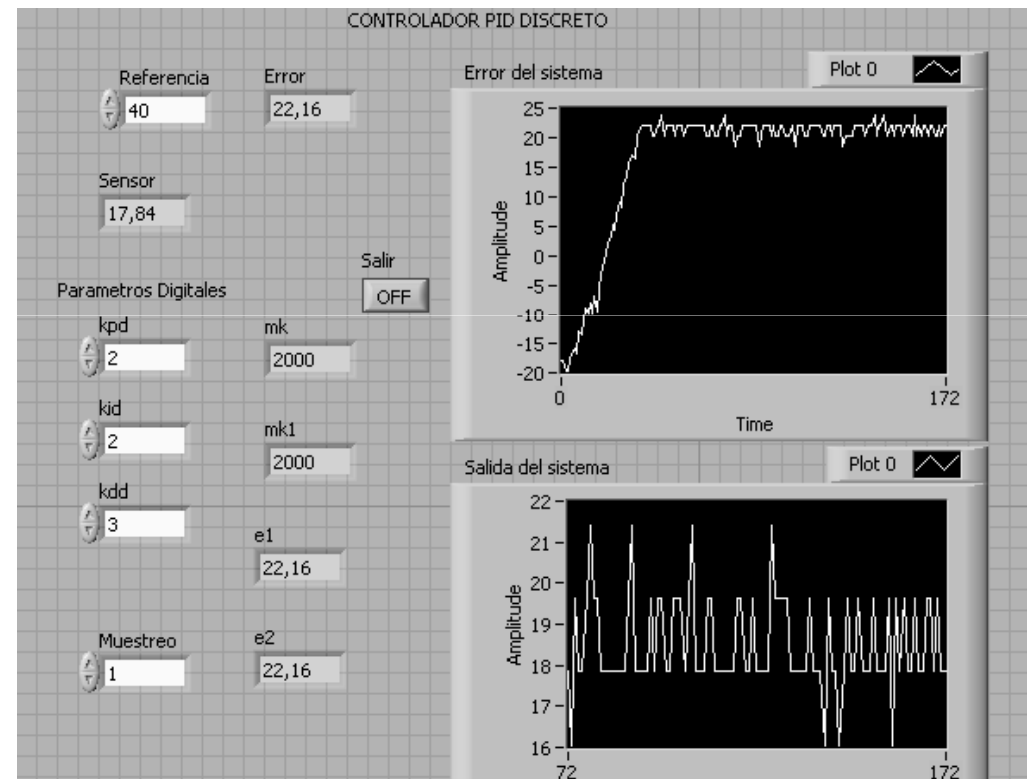 CONTROLADOR PID DISCRETO
Referencia
40
Error
22,16
Sensor
17,84
Salir
OFF
Parametros Digitales
kpd
2
mk
2000
kid
2
mk1
2000
kdd
3
e1
22,16
Muestreo
1
e2
22,16
Error del sistema
Plot 0
Amplitude
25
20
15
10
5
0
-5
-10
-15
-20
0
172
Time
Salida del sistema
Plot 0
Amplitude
22
21
20
19
18
17
16
72
172